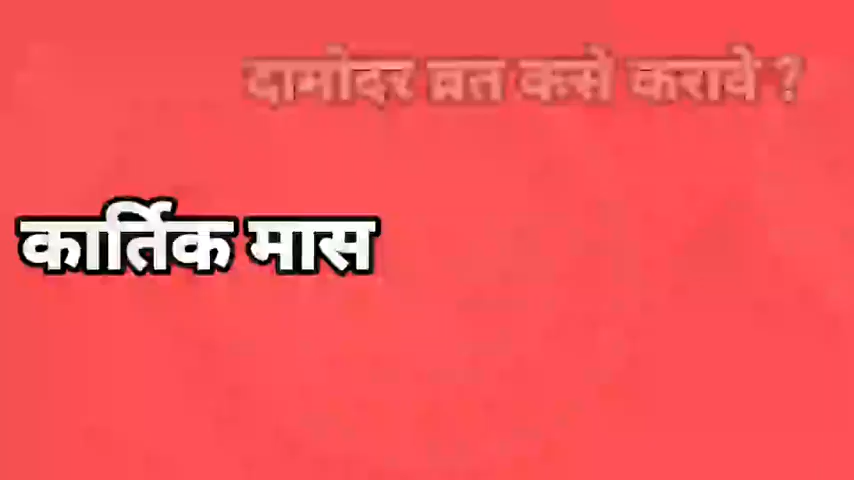 दामोदर व्रत कसे करावे ?
कार्तिक मास